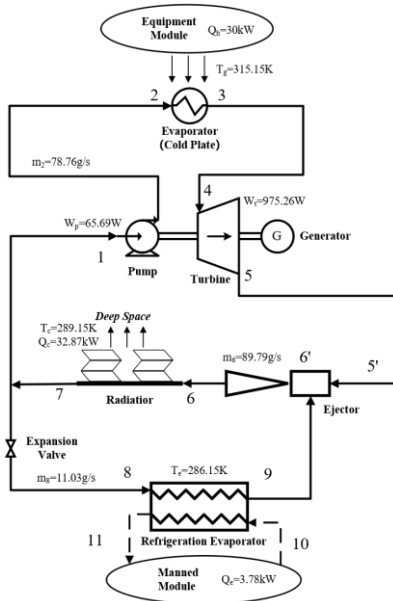 Equipment
Module
Qh=30kW
Tg=315.15K
2
3
Evaporator
(Cold Plate)
m2=78.76g/s
4
Wt=975.26W
Wp=65.69W
G
Generator
1
Pump
Turbine
5
Deep Space
Tc=289.15K
Qc=32.87kW
m6=89.79g/s
6'
7
Radiatior
6
5'
Ejector
Expansion
Valve
m8=11.03g/s
8
Te=286.15K
9
11
Refrigeration Evaporator
10
Manned
Module
Qe=3.78kW